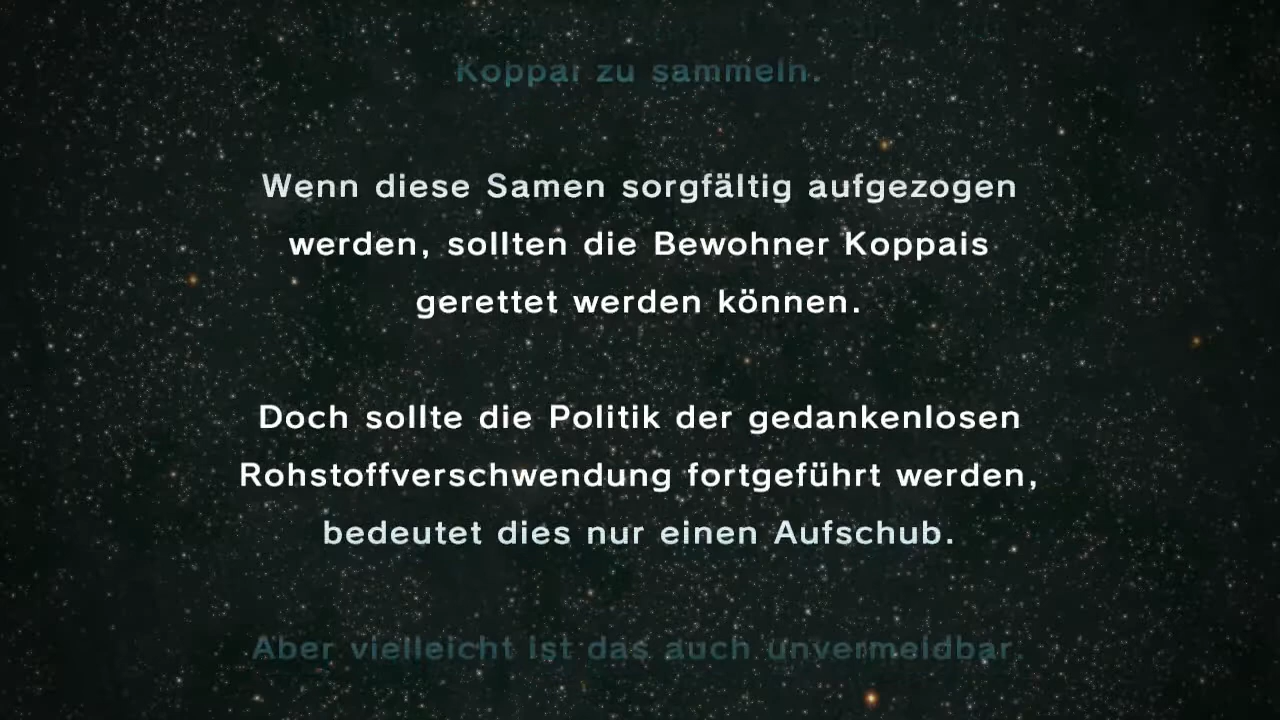 Koppai zu sammeln.
Wenn diese Samen sorgfältig aufgezogen
werden, sollten die Bewohner Koppais
gerettet werden können.
Doch sollte die Politik der gedankenlosen
Rohstoffverschwendung fortgeführt werden,
bedeutet dies nur einen Aufschub.
Aber vielleicht ist das auch unvermeidbar